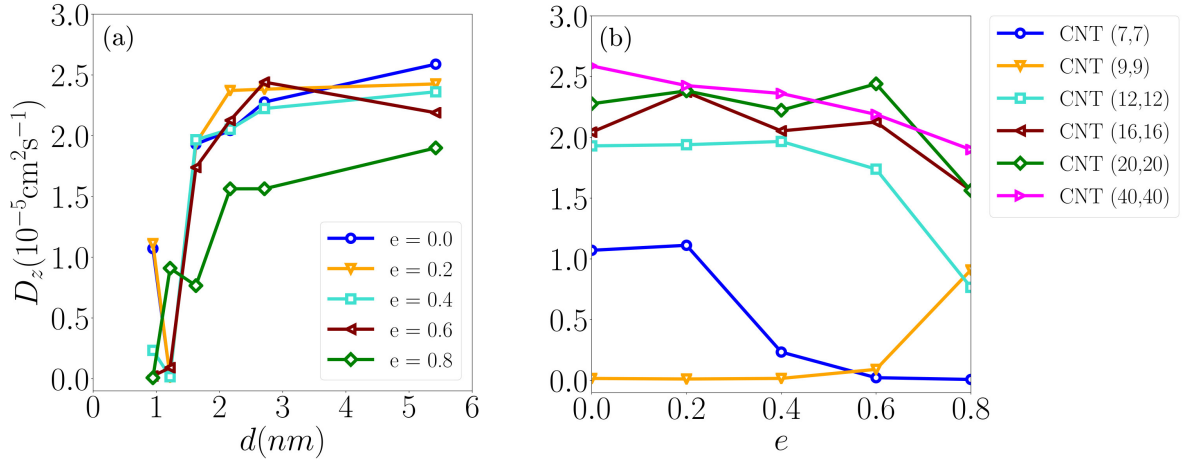 (a)
3.0
2.5
2.0
1.5
1.0
0.5
0.0
D_z(10⁻⁵cm²s⁻¹)
0 1 2 3 4 5 6
d(nm)
e = 0.0
e = 0.2
e = 0.4
e = 0.6
e = 0.8
(b)
3.0
2.5
2.0
1.5
1.0
0.5
0.0
0.0 0.2 0.4 0.6 0.8
e
CNT (7,7)
CNT (9,9)
CNT (12,12)
CNT (16,16)
CNT (20,20)
CNT (40,40)